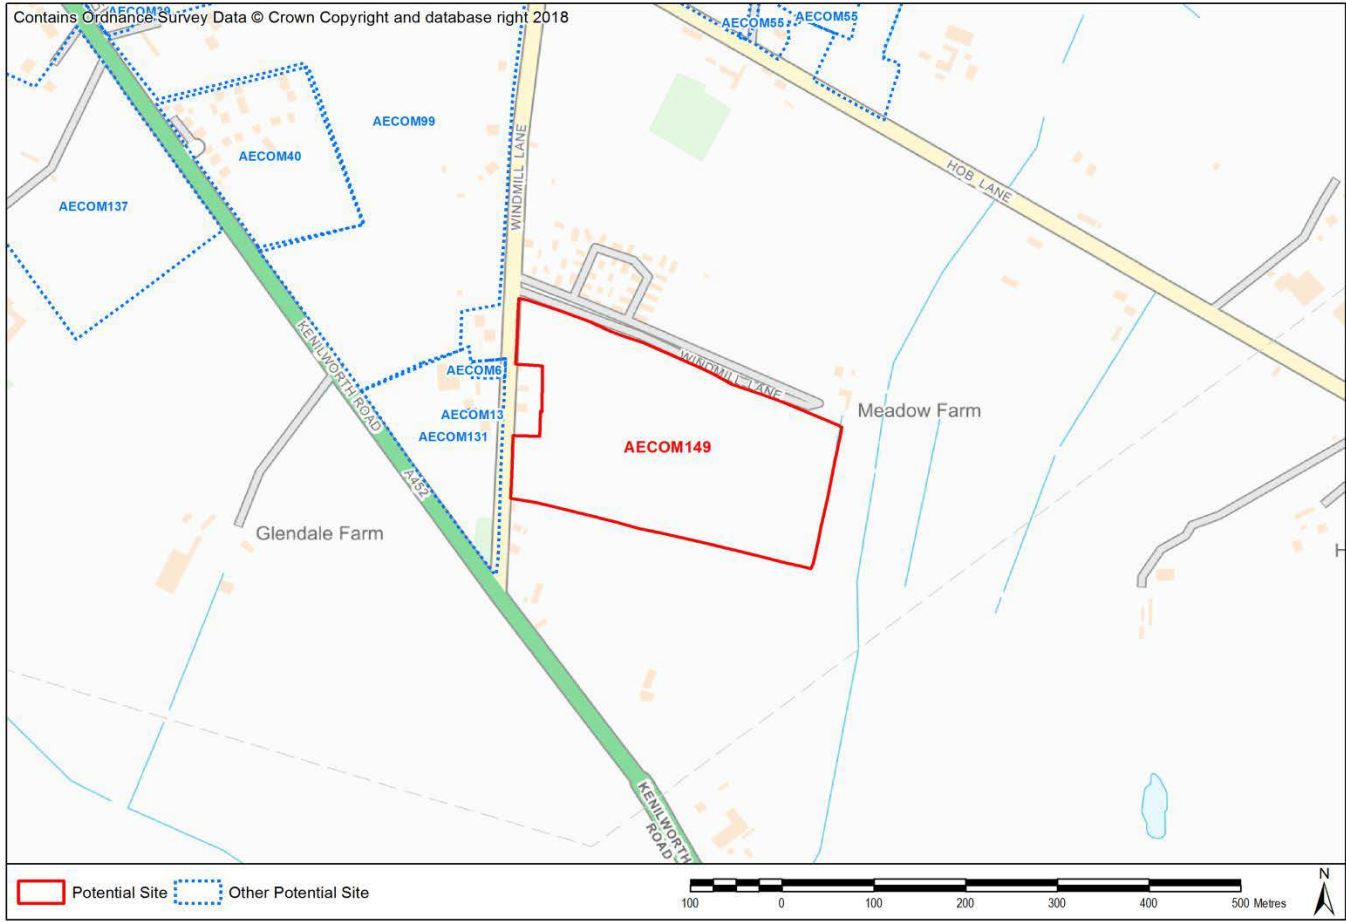 Contains Ordnance Survey Data © Crown Copyright and database right 2018
AECOM55
AECOM55
AECOM99
AECOM40
WINDMILL LANE
HOB LANE
AECOM137
KENILWORTH ROAD
WINDMILL LANE
AECOM6
AECOM13
AECOM131
Meadow Farm
AECOM149
A452
Glendale Farm
H
KENILWORTH
ROAD
Potential Site
Other Potential Site
100 0 100 200 300 400 500 Metres
N